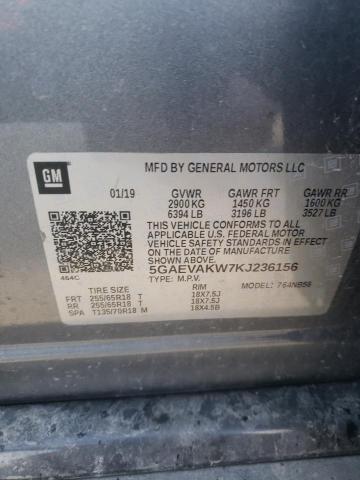 GM
MFD BY GENERAL MOTORS LLC
01/19 GVWR GAWR FRT GAWR RR
2900 KG 1450 KG 1600 KG
6394 LB 3196 LB 3527 LB
THIS VEHICLE CONFORMS TO ALL
APPLICABLE U.S. FEDERAL MOTOR
VEHICLE SAFETY STANDARDS IN EFFECT
ON THE DATE OF MANUFACTURE SHOWN
ABOVE.
464C 5GAEVAKW7KJ236156
TYPE: M.P.V. MODEL: 764NB56
TIRE SIZE RIM
FRT 255/65R18 T 18X7.5J
RR 255/65R18 T 18X7.5J
SPA T135/70R18 M 18X4.5B